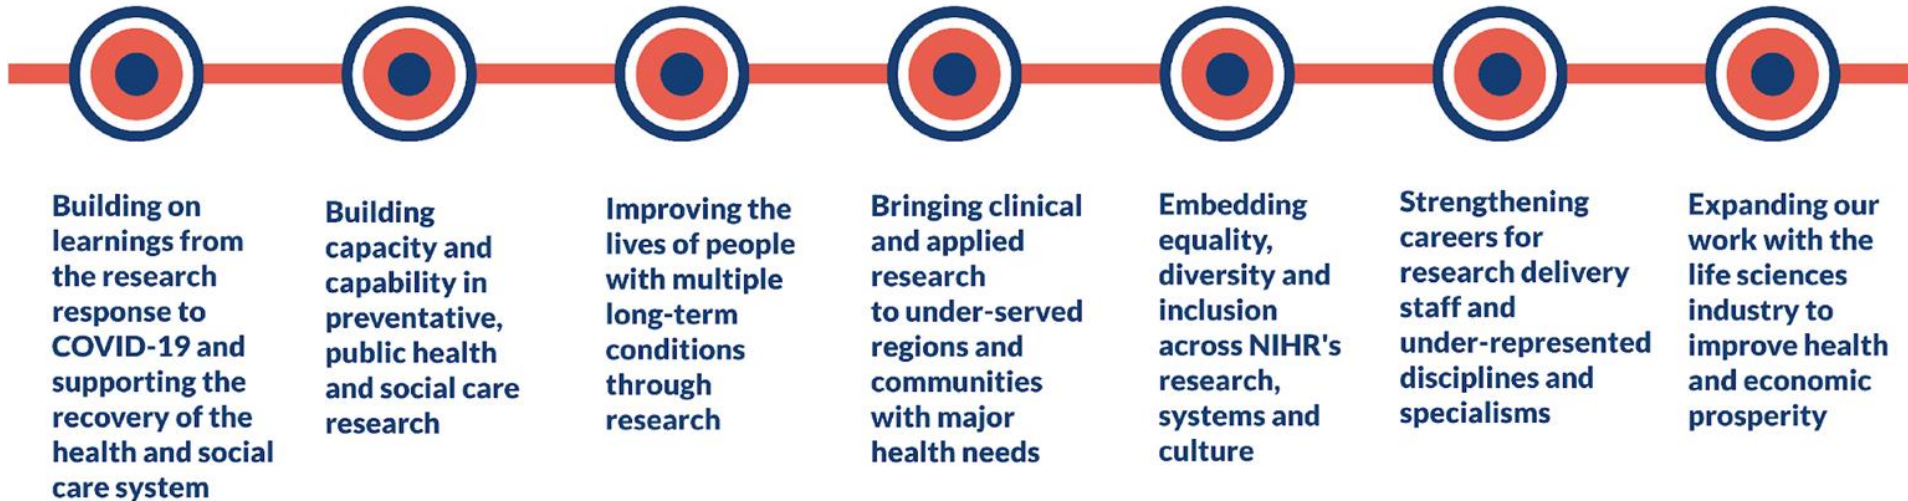 Building on
learnings from
the research
response to
COVID-19 and
supporting the
recovery of the
health and social
care system
Building
capacity and
capability in
preventative,
public health
and social care
research
Improving the
lives of people
with multiple
long-term
conditions
through
research
Bringing clinical
and applied
research
to under-served
regions and
communities
with major
health needs
Embedding
equality,
diversity and
inclusion
across NIHR's
research,
systems and
culture
Strengthening
careers for
research delivery
staff and
under-represented
disciplines and
specialisms
Expanding our
work with the
life sciences
industry to
improve health
and economic
prosperity